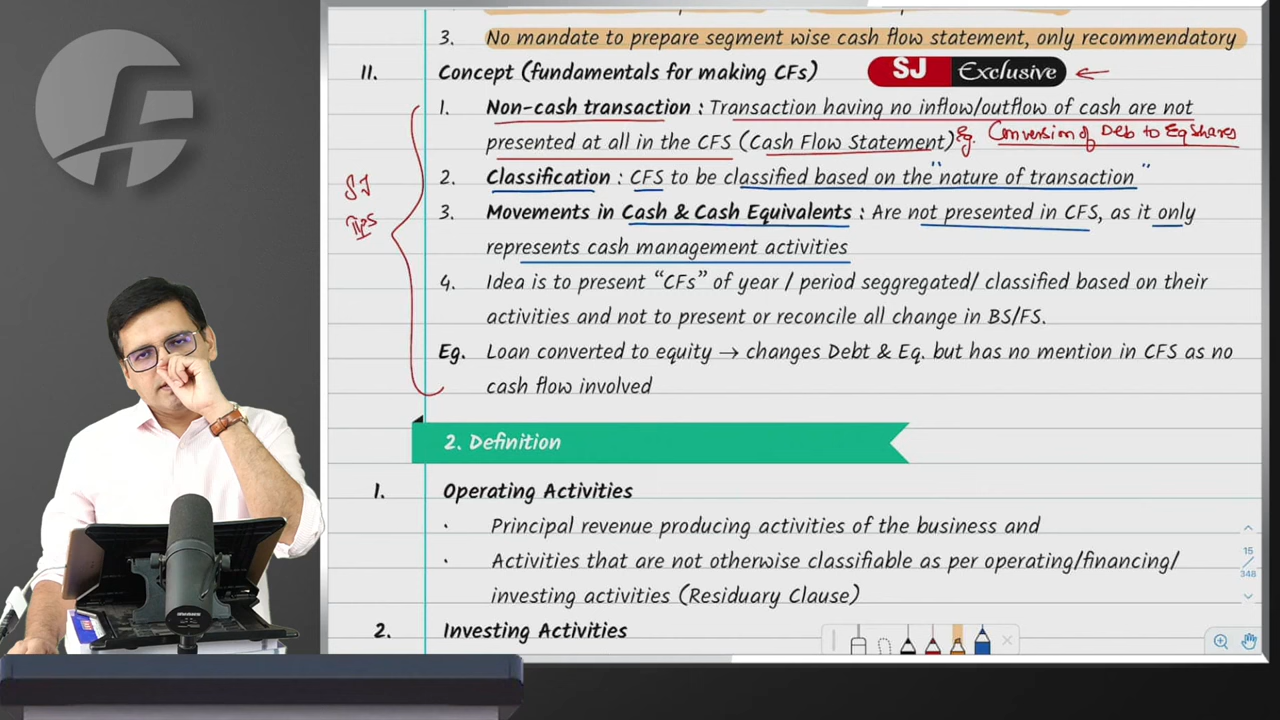 3. No mandate to prepare segment wise cash flow statement, only recommendatory
II. Concept (fundamentals for making CFs) SJ Exclusive ←
1. Non-cash transaction : Transaction having no inflow/outflow of cash are not
presented at all in the CFS (Cash Flow Statement) Eg. Conversion of Deb to Eq Shares
2. Classification : CFS to be classified based on the "nature of transaction"
SJ
Tips
3. Movements in Cash & Cash Equivalents : Are not presented in CFS, as it only
represents cash management activities
4. Idea is to present “CFs” of year / period seggregated/ classified based on their
activities and not to present or reconcile all change in BS/FS.
Eg. Loan converted to equity → changes Debt & Eq. but has no mention in CFS as no
cash flow involved
2. Definition
1. Operating Activities
· Principal revenue producing activities of the business and
· Activities that are not otherwise classifiable as per operating/financing/
investing activities (Residuary Clause)
15
/
348
2. Investing Activities